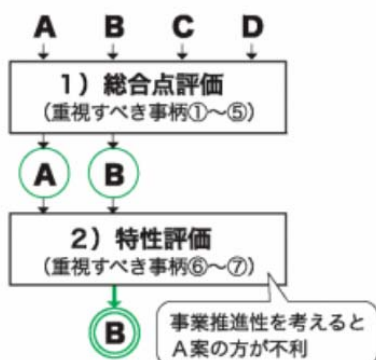 A B C D
1）総合点評価
（重視すべき事柄①〜⑤）
A B
2）特性評価
（重視すべき事柄⑥〜⑦）
B
事業推進性を考えると
A案の方が不利